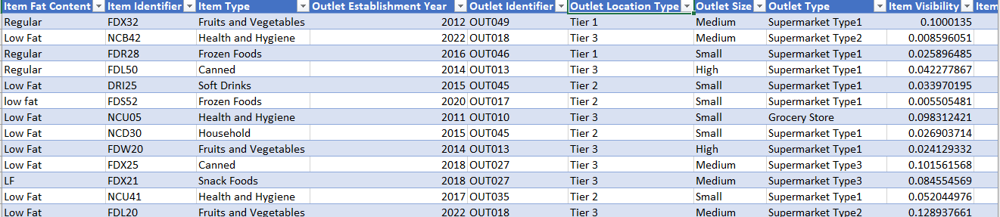 Item Fat Content Item Identifier Item Type Outlet Establishment Year Outlet Identifier Outlet Location Type Outlet Size Outlet Type Item Visibility Item
Regular FDX32 Fruits and Vegetables 2012 OUT049 Tier 1 Medium Supermarket Type1 0.1000135
Low Fat NCB42 Health and Hygiene 2022 OUT018 Tier 3 Medium Supermarket Type2 0.008596051
Regular FDR28 Frozen Foods 2016 OUT046 Tier 1 Small Supermarket Type1 0.025896485
Regular FDL50 Canned 2014 OUT013 Tier 3 High Supermarket Type1 0.042277867
Low Fat DRI25 Soft Drinks 2015 OUT045 Tier 2 Small Supermarket Type1 0.033970195
low fat FDS52 Frozen Foods 2020 OUT017 Tier 2 Small Supermarket Type1 0.005505481
Low Fat NCU05 Health and Hygiene 2011 OUT010 Tier 3 Small Grocery Store 0.098312421
Low Fat NCD30 Household 2015 OUT045 Tier 2 Small Supermarket Type1 0.026903714
Low Fat FDW20 Fruits and Vegetables 2014 OUT013 Tier 3 High Supermarket Type1 0.024129332
Low Fat FDX25 Canned 2018 OUT027 Tier 3 Medium Supermarket Type3 0.101561568
LF FDX21 Snack Foods 2018 OUT027 Tier 3 Medium Supermarket Type3 0.084554569
Low Fat NCU41 Health and Hygiene 2017 OUT035 Tier 2 Small Supermarket Type1 0.052044976
Low Fat FDL20 Fruits and Vegetables 2022 OUT018 Tier 3 Medium Supermarket Type2 0.128937661